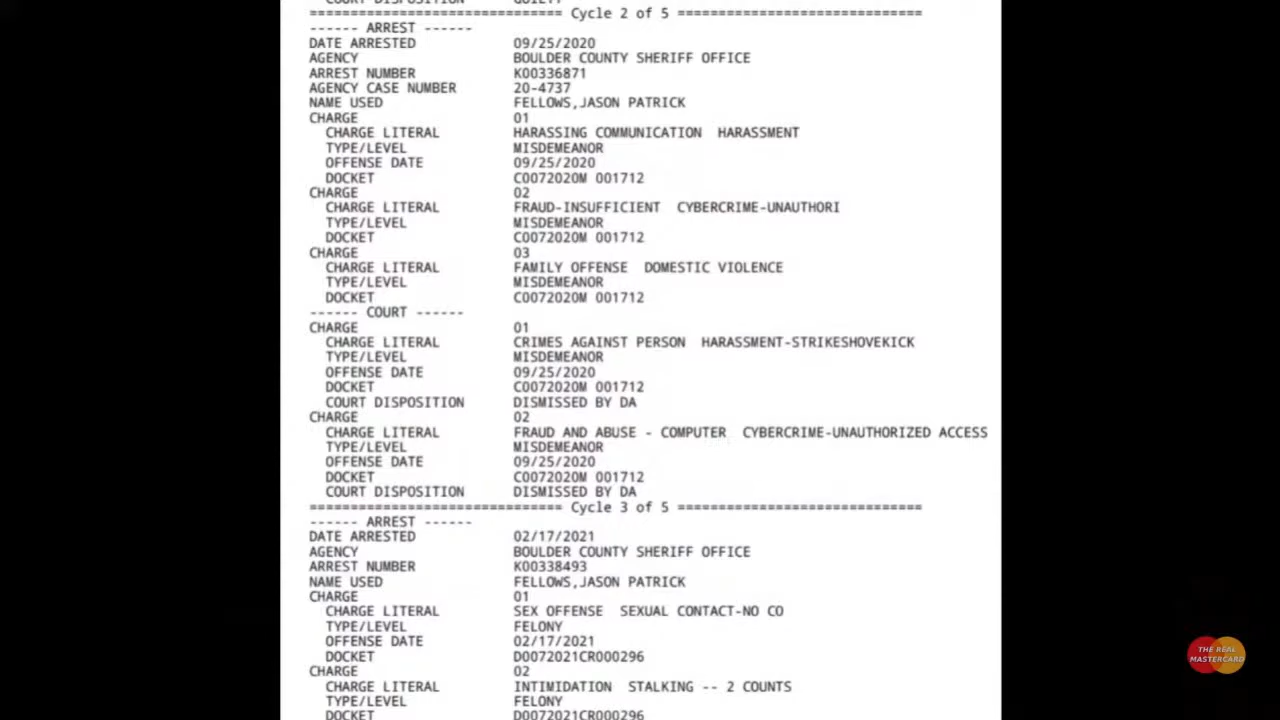 ============================== Cycle 2 of 5 ==============================
------ ARREST ------
DATE ARRESTED 09/25/2020
AGENCY BOULDER COUNTY SHERIFF OFFICE
ARREST NUMBER K00336871
AGENCY CASE NUMBER 20-4737
NAME USED FELLOWS,JASON PATRICK
CHARGE 01
CHARGE LITERAL HARASSING COMMUNICATION HARASSMENT
TYPE/LEVEL MISDEMEANOR
OFFENSE DATE 09/25/2020
DOCKET C0072020M 001712
CHARGE 02
CHARGE LITERAL FRAUD-INSUFFICIENT CYBERCRIME-UNAUTHORI
TYPE/LEVEL MISDEMEANOR
DOCKET C0072020M 001712
CHARGE 03
CHARGE LITERAL FAMILY OFFENSE DOMESTIC VIOLENCE
TYPE/LEVEL MISDEMEANOR
DOCKET C0072020M 001712
------ COURT ------
CHARGE 01
CHARGE LITERAL CRIMES AGAINST PERSON HARASSMENT-STRIKESHOVEKICK
TYPE/LEVEL MISDEMEANOR
OFFENSE DATE 09/25/2020
DOCKET C0072020M 001712
COURT DISPOSITION DISMISSED BY DA
CHARGE 02
CHARGE LITERAL FRAUD AND ABUSE - COMPUTER CYBERCRIME-UNAUTHORIZED ACCESS
TYPE/LEVEL MISDEMEANOR
OFFENSE DATE 09/25/2020
DOCKET C0072020M 001712
COURT DISPOSITION DISMISSED BY DA
============================== Cycle 3 of 5 ==============================
------ ARREST ------
DATE ARRESTED 02/17/2021
AGENCY BOULDER COUNTY SHERIFF OFFICE
ARREST NUMBER K00338493
NAME USED FELLOWS,JASON PATRICK
CHARGE 01
CHARGE LITERAL SEX OFFENSE SEXUAL CONTACT-NO CO
TYPE/LEVEL FELONY
OFFENSE DATE 02/17/2021
DOCKET D0072021CR000296
CHARGE 02
CHARGE LITERAL INTIMIDATION STALKING -- 2 COUNTS
TYPE/LEVEL FELONY
DOCKET D0072021CR000296
THE REAL
MASTERCARD